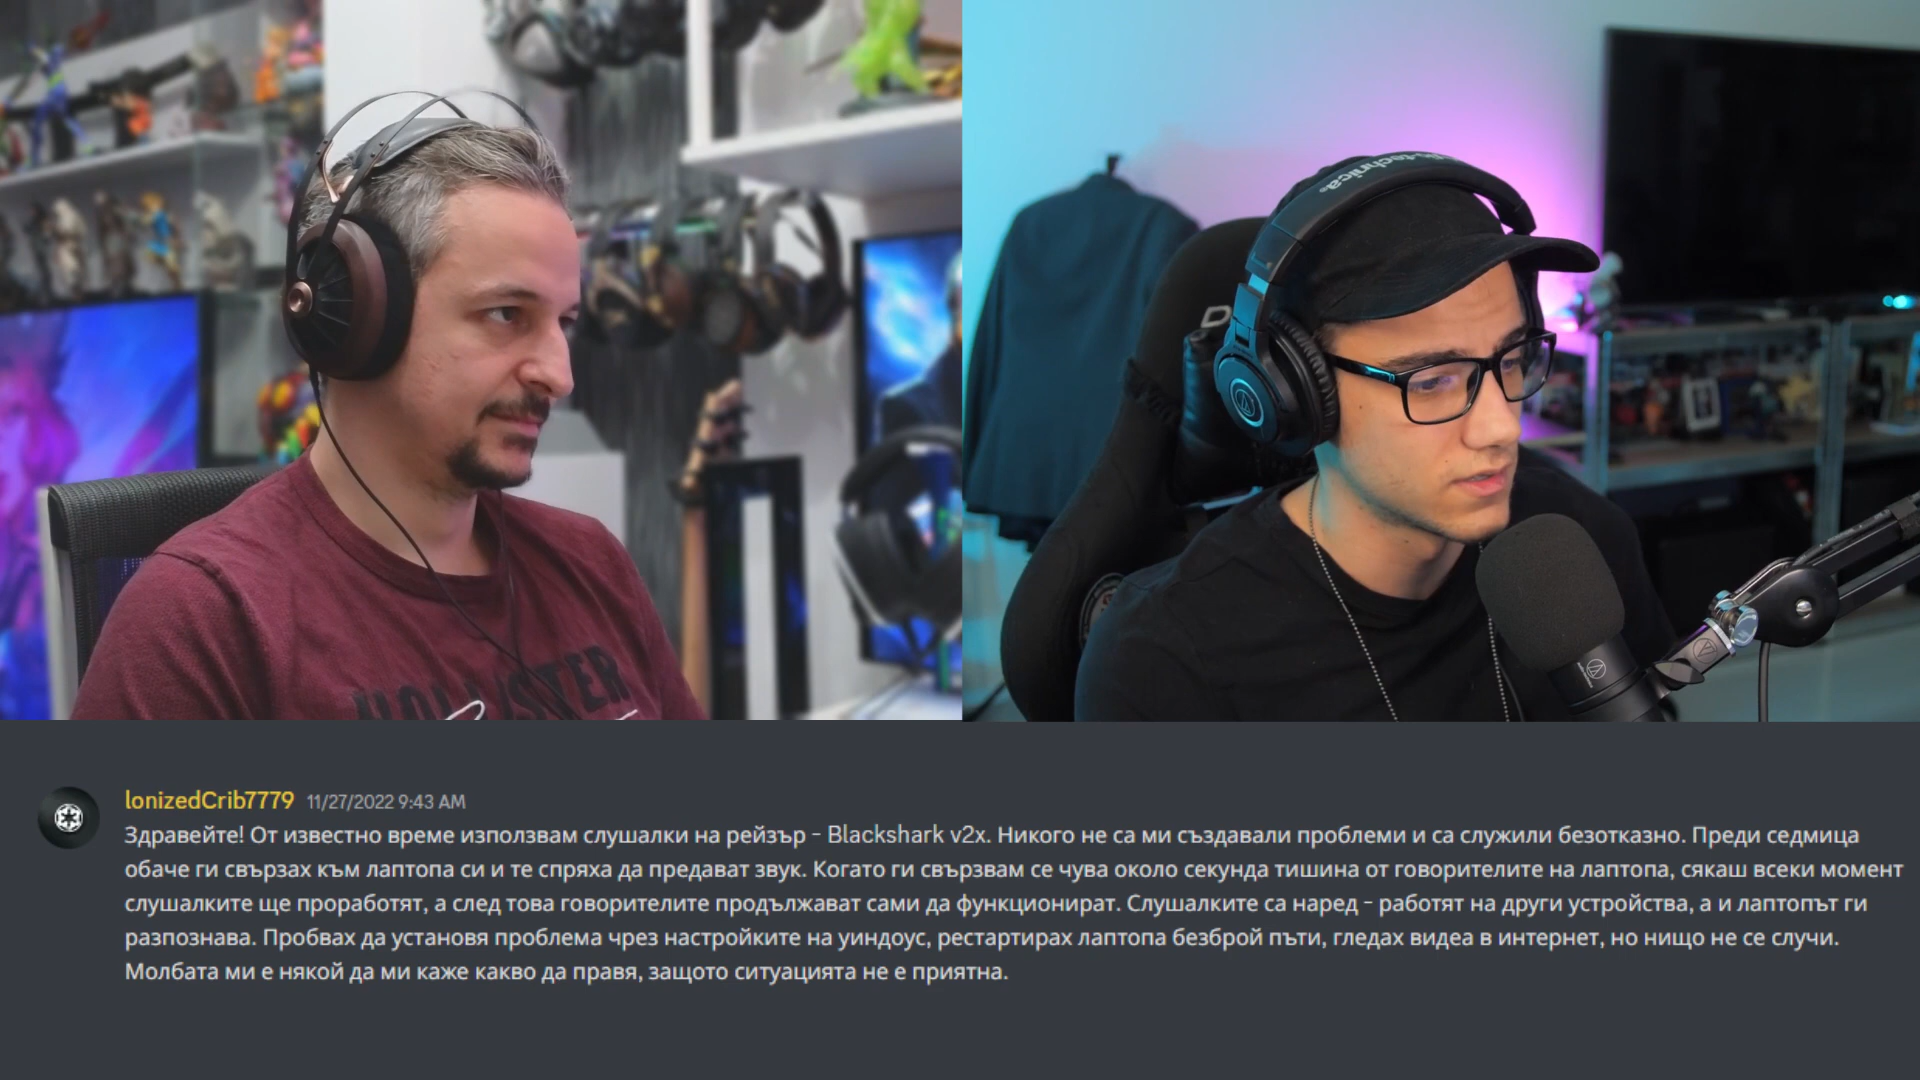 audio-technica®
D
HOLLISTER
lonizedCrib7779 11/27/2022 9:43 AM
Здравейте! От известно време използвам слушалки на рейзър - Blackshark v2x. Никого не са ми създавали проблеми и са служили безотказно. Преди седмица
обаче ги свързах към лаптопа си и те спряха да предават звук. Когато ги свързвам се чува около секунда тишина от говорителите на лаптопа, сякаш всеки момент
слушалките ще проработят, а след това говорителите продължават сами да функционират. Слушалките са наред - работят на други устройства, а и лаптопът ги
разпознава. Пробвах да установя проблема чрез настройките на уиндоус, рестартирах лаптопа безброй пъти, гледах видеа в интернет, но нищо не се случи.
Молбата ми е някой да ми каже какво да правя, защото ситуацията не е приятна.